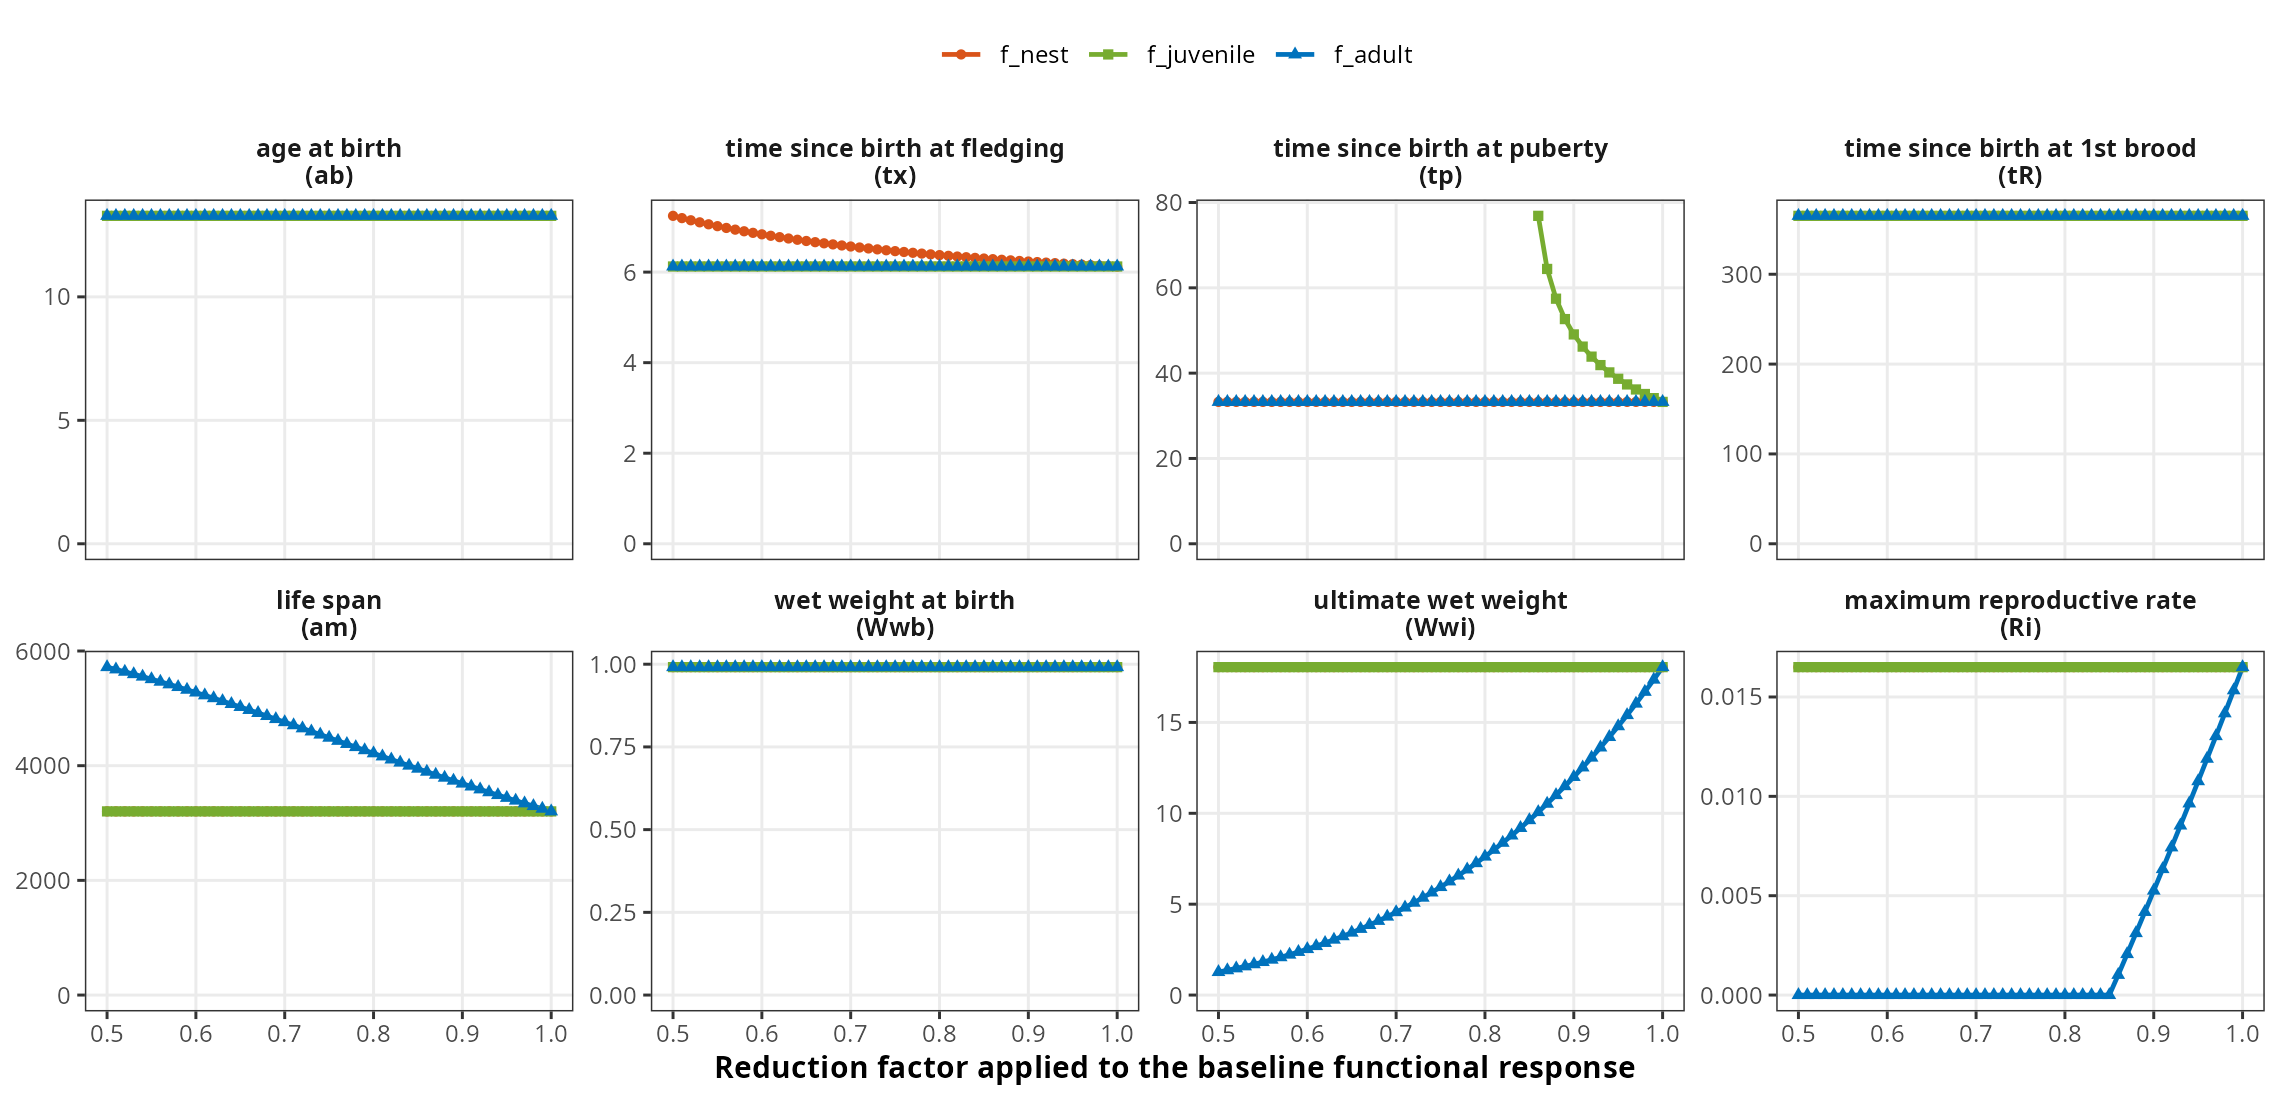 f_nest f_juvenile f_adult
age at birth
(ab)
time since birth at fledging
(tx)
time since birth at puberty
(tp)
time since birth at 1st brood
(tR)
10
5
0
6
4
2
0
80
60
40
20
0
300
200
100
0
life span
(am)
wet weight at birth
(Wwb)
ultimate wet weight
(Wwi)
maximum reproductive rate
(Ri)
6000
4000
2000
0
1.00
0.75
0.50
0.25
0.00
15
10
5
0
0.015
0.010
0.005
0.000
0.5 0.6 0.7 0.8 0.9 1.0
0.5 0.6 0.7 0.8 0.9 1.0
0.5 0.6 0.7 0.8 0.9 1.0
0.5 0.6 0.7 0.8 0.9 1.0
Reduction factor applied to the baseline functional response